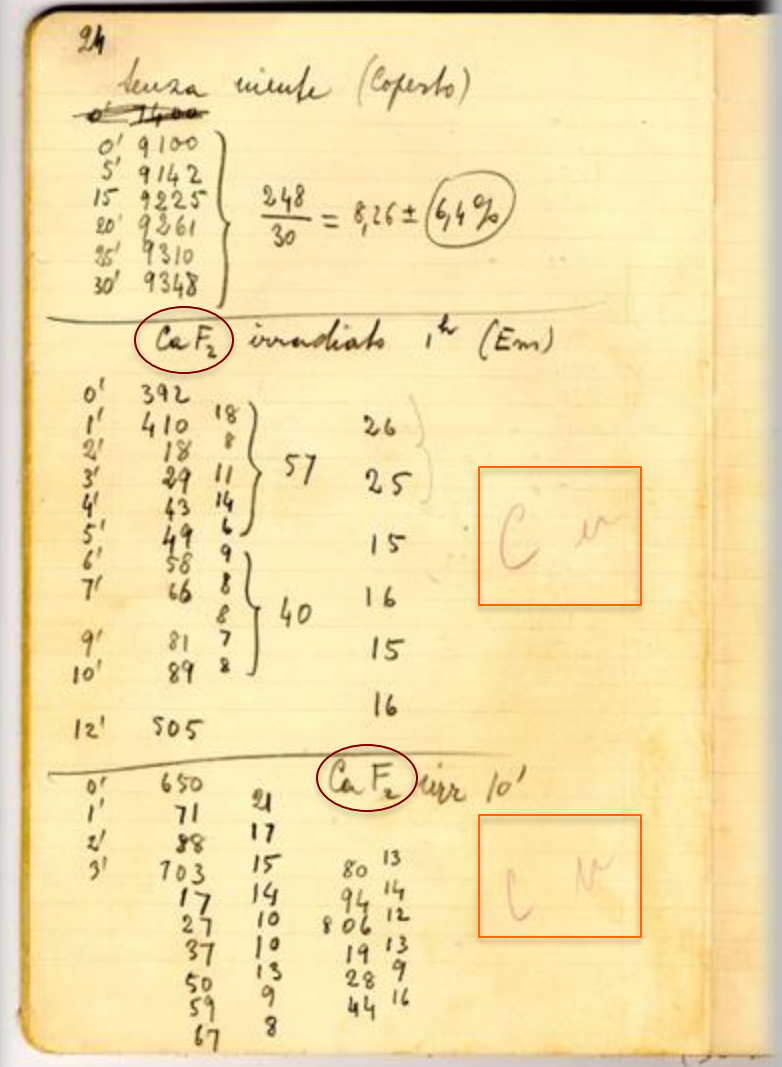 24
Senza niente (Coperto)
0' 1400
0' 9100
5' 9142
15 9225
20' 9261
25' 9310
30' 9348
248/30 = 8,26 ± 6,4%
CaF2 irradiato 1h (Em)
0' 392
1' 410 18
2' 18 8
3' 29 11
4' 43 14
5' 49 6
57
6' 58 9
7' 66 8
8
9' 81 7
10' 89 8
40
12' 505
26
25
15
16
15
16
C
CaF2 irr 10'
0' 650
1' 71 21
2' 88 17
3' 703 15
17 14
27 10
37 10
50 13
59 9
67 8
80 13
94 14
806 12
19 13
28 9
44 16
C